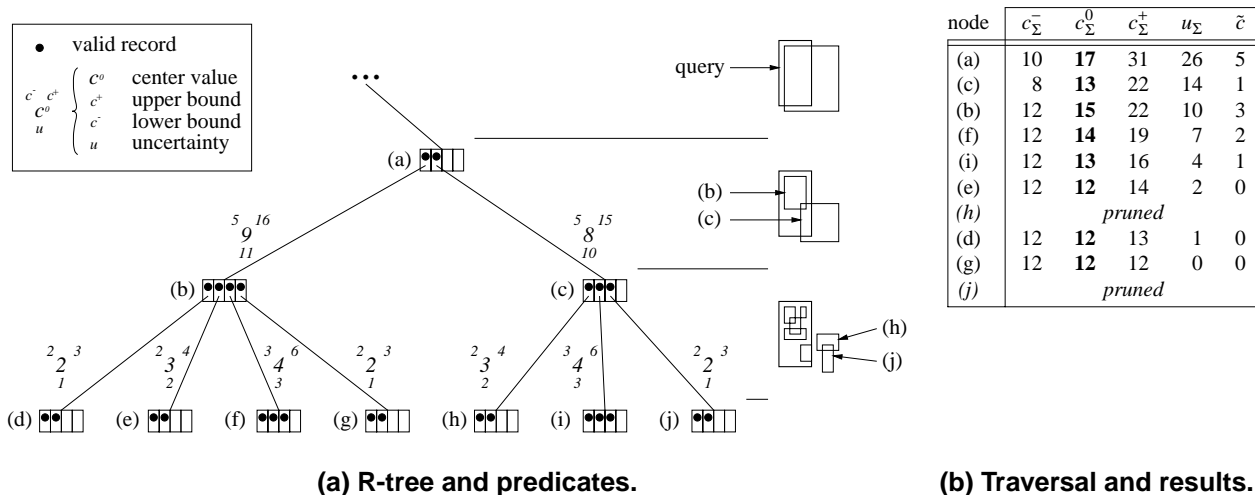 valid record
c⁻ c⁺
c⁰
u
c⁰ center value
c⁺ upper bound
c⁻ lower bound
u uncertainty
...
query
(a)
(b)
(c)
5 9 16
11
5 8 15
10
(b)
(c)
(h)
(j)
2 2 3
1
2 3 4
2
3 4 6
3
2 2 3
1
2 3 4
2
3 4 6
3
2 2 3
1
(d)
(e)
(f)
(g)
(h)
(i)
(j)
(a) R-tree and predicates.
node c_Σ⁻ c_Σ⁰ c_Σ⁺ u_Σ c̃
(a) 10 17 31 26 5
(c) 8 13 22 14 1
(b) 12 15 22 10 3
(f) 12 14 19 7 2
(i) 12 13 16 4 1
(e) 12 12 14 2 0
(h) pruned
(d) 12 12 13 1 0
(g) 12 12 12 0 0
(j) pruned
(b) Traversal and results.